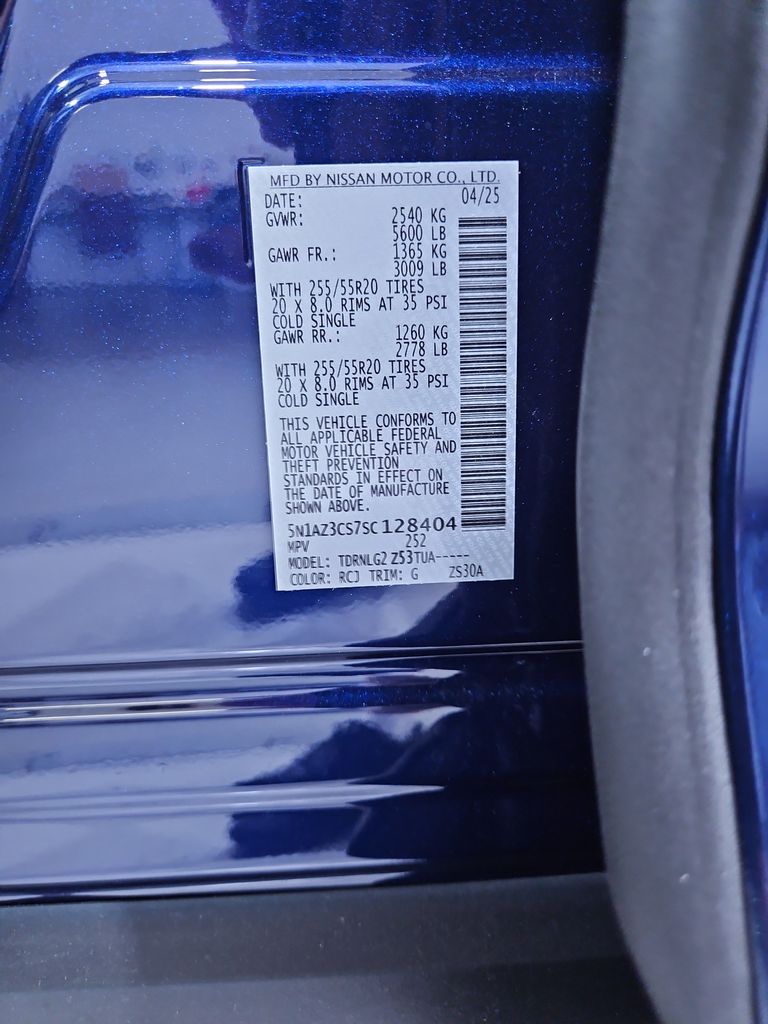 MFD BY NISSAN MOTOR CO., LTD.
DATE: 04/25
GVWR: 2540 KG
5600 LB
GAWR FR.: 1365 KG
3009 LB
WITH 255/55R20 TIRES
20 X 8.0 RIMS AT 35 PSI
COLD SINGLE
GAWR RR.: 1260 KG
2778 LB
WITH 255/55R20 TIRES
20 X 8.0 RIMS AT 35 PSI
COLD SINGLE
THIS VEHICLE CONFORMS TO
ALL APPLICABLE FEDERAL
MOTOR VEHICLE SAFETY AND
THEFT PREVENTION
STANDARDS IN EFFECT ON
THE DATE OF MANUFACTURE
SHOWN ABOVE.
5N1AZ3CS7SC128404
MPV 252
MODEL: TDRNLG2 Z53TUA-----
COLOR: RCJ TRIM: G ZS30A